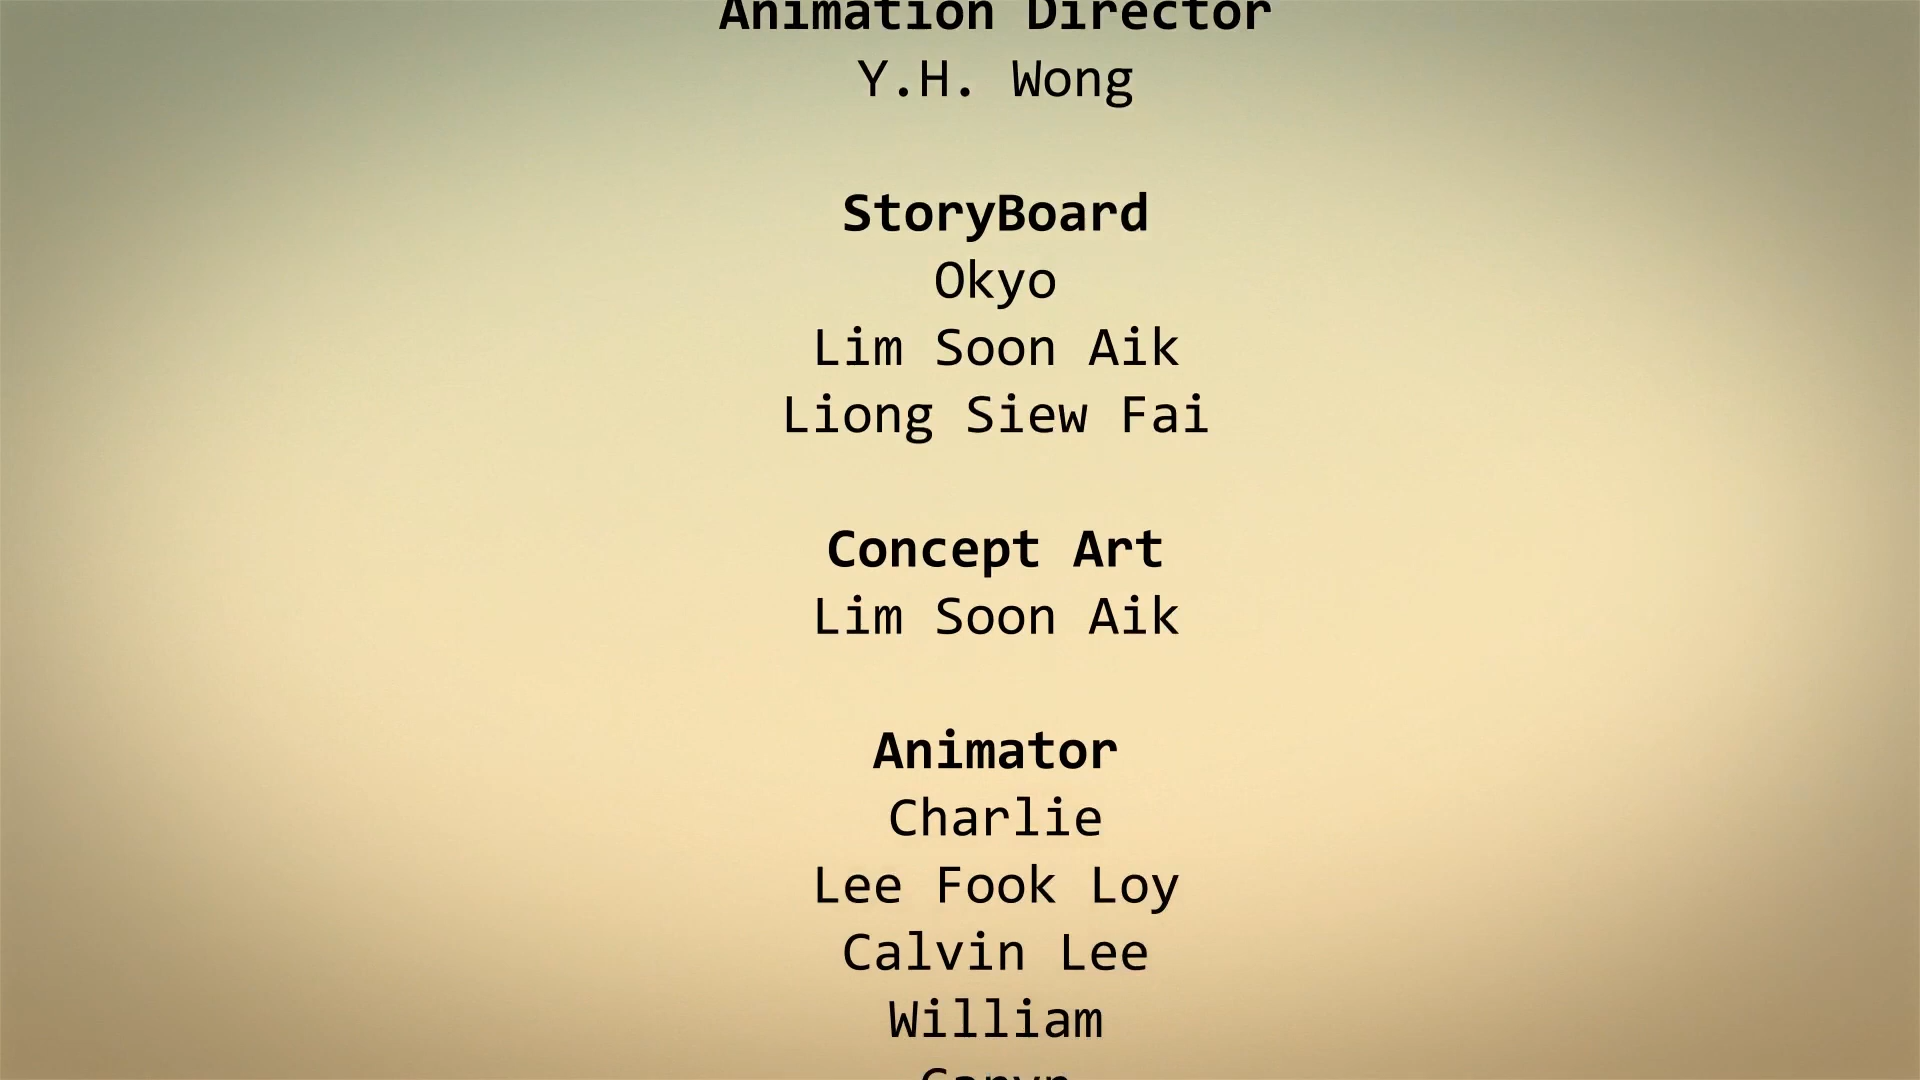 Animation Director
Y.H. Wong
StoryBoard
Okyo
Lim Soon Aik
Liong Siew Fai
Concept Art
Lim Soon Aik
Animator
Charlie
Lee Fook Loy
Calvin Lee
William